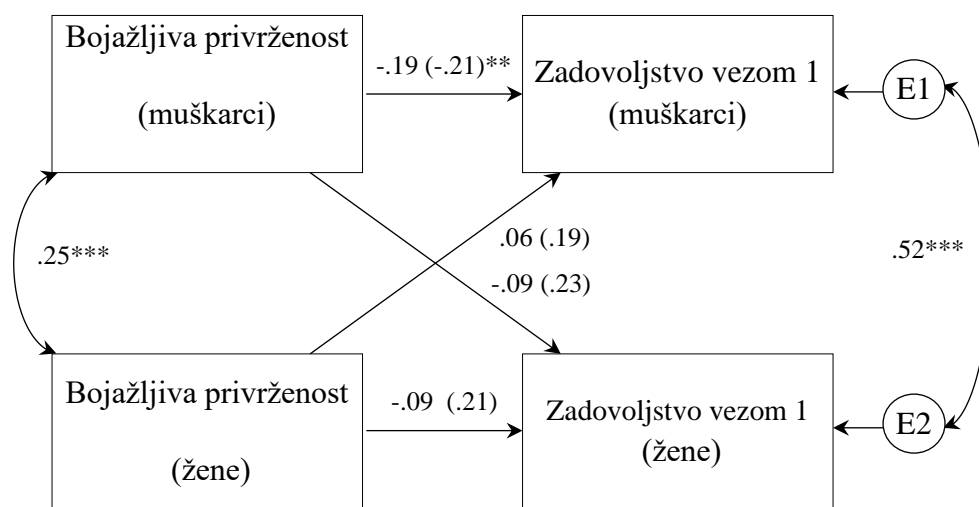 Bojažljiva privrženost
(muškarci)
-.19 (-.21)**
Zadovoljstvo vezom 1
(muškarci)
E1
.25***
.06 (.19)
-.09 (.23)
.52***
Bojažljiva privrženost
(žene)
-.09 (.21)
Zadovoljstvo vezom 1
(žene)
E2